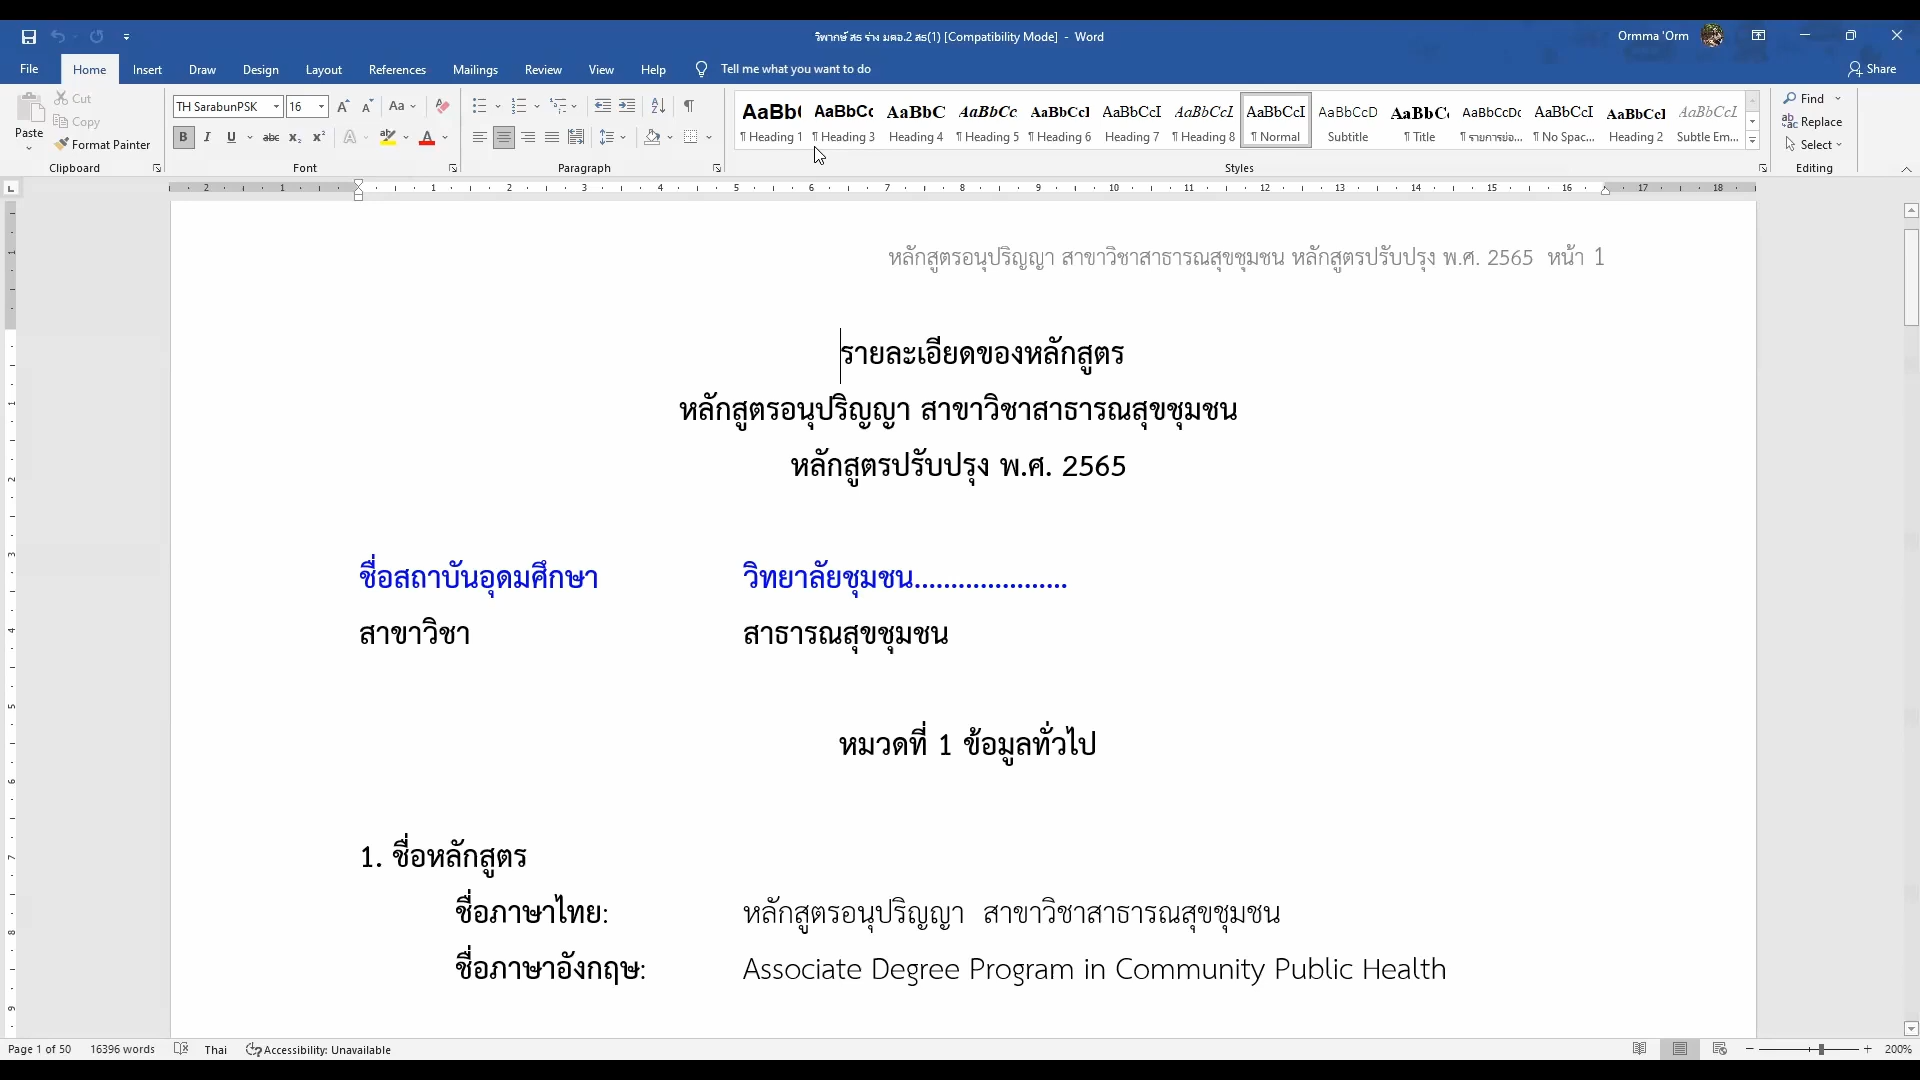 วิพากษ์ สธ ร่าง มคอ.2 สธ(1) [Compatibility Mode] - Word
Ormma 'Orm
File Home Insert Draw Design Layout References Mailings Review View Help Tell me what you want to do Share
Paste
Cut
Copy
Format Painter
Clipboard
TH SarabunPSK 16
Font
Paragraph
¶ Heading 1 ¶ Heading 3 Heading 4 ¶ Heading 5 ¶ Heading 6 Heading 7 ¶ Heading 8 ¶ Normal Subtitle ¶ Title ¶ รายการย่อ... ¶ No Spac... Heading 2 Subtle Em...
Styles
Find
Replace
Select
Editing
หลักสูตรอนุปริญญา สาขาวิชาสาธารณสุขชุมชน หลักสูตรปรับปรุง พ.ศ. 2565 หน้า 1
รายละเอียดของหลักสูตร
หลักสูตรอนุปริญญา สาขาวิชาสาธารณสุขชุมชน
หลักสูตรปรับปรุง พ.ศ. 2565
ชื่อสถาบันอุดมศึกษา วิทยาลัยชุมชน.....................
สาขาวิชา สาธารณสุขชุมชน
หมวดที่ 1 ข้อมูลทั่วไป
1. ชื่อหลักสูตร
ชื่อภาษาไทย: หลักสูตรอนุปริญญา สาขาวิชาสาธารณสุขชุมชน
ชื่อภาษาอังกฤษ: Associate Degree Program in Community Public Health
Page 1 of 50 16396 words Thai Accessibility: Unavailable 200%